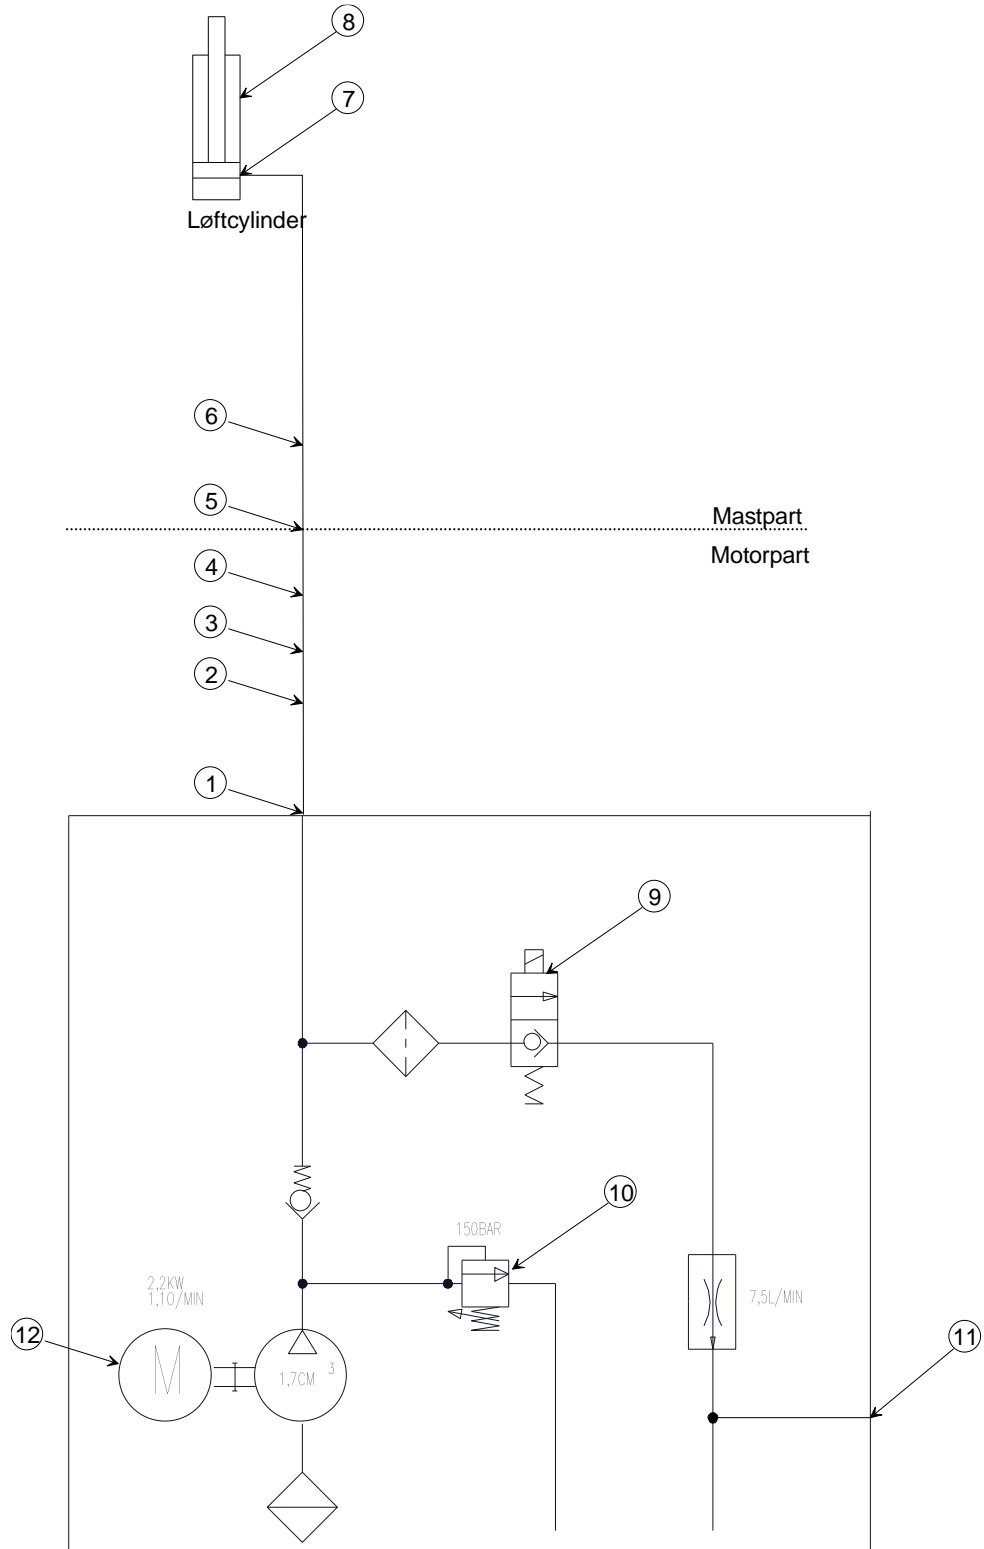 8
7
Løftcylinder
6
5
Mastpart
Motorpart
4
3
2
1
9
10
150BAR
2,2KW
1,10/MIN
7,5L/MIN
12
11
M
1,7CM 3